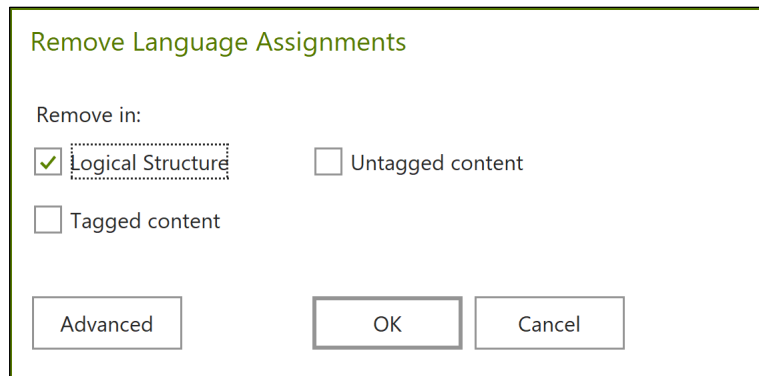 Remove Language Assignments
Remove in:
Logical Structure Untagged content
Tagged content
Advanced OK Cancel